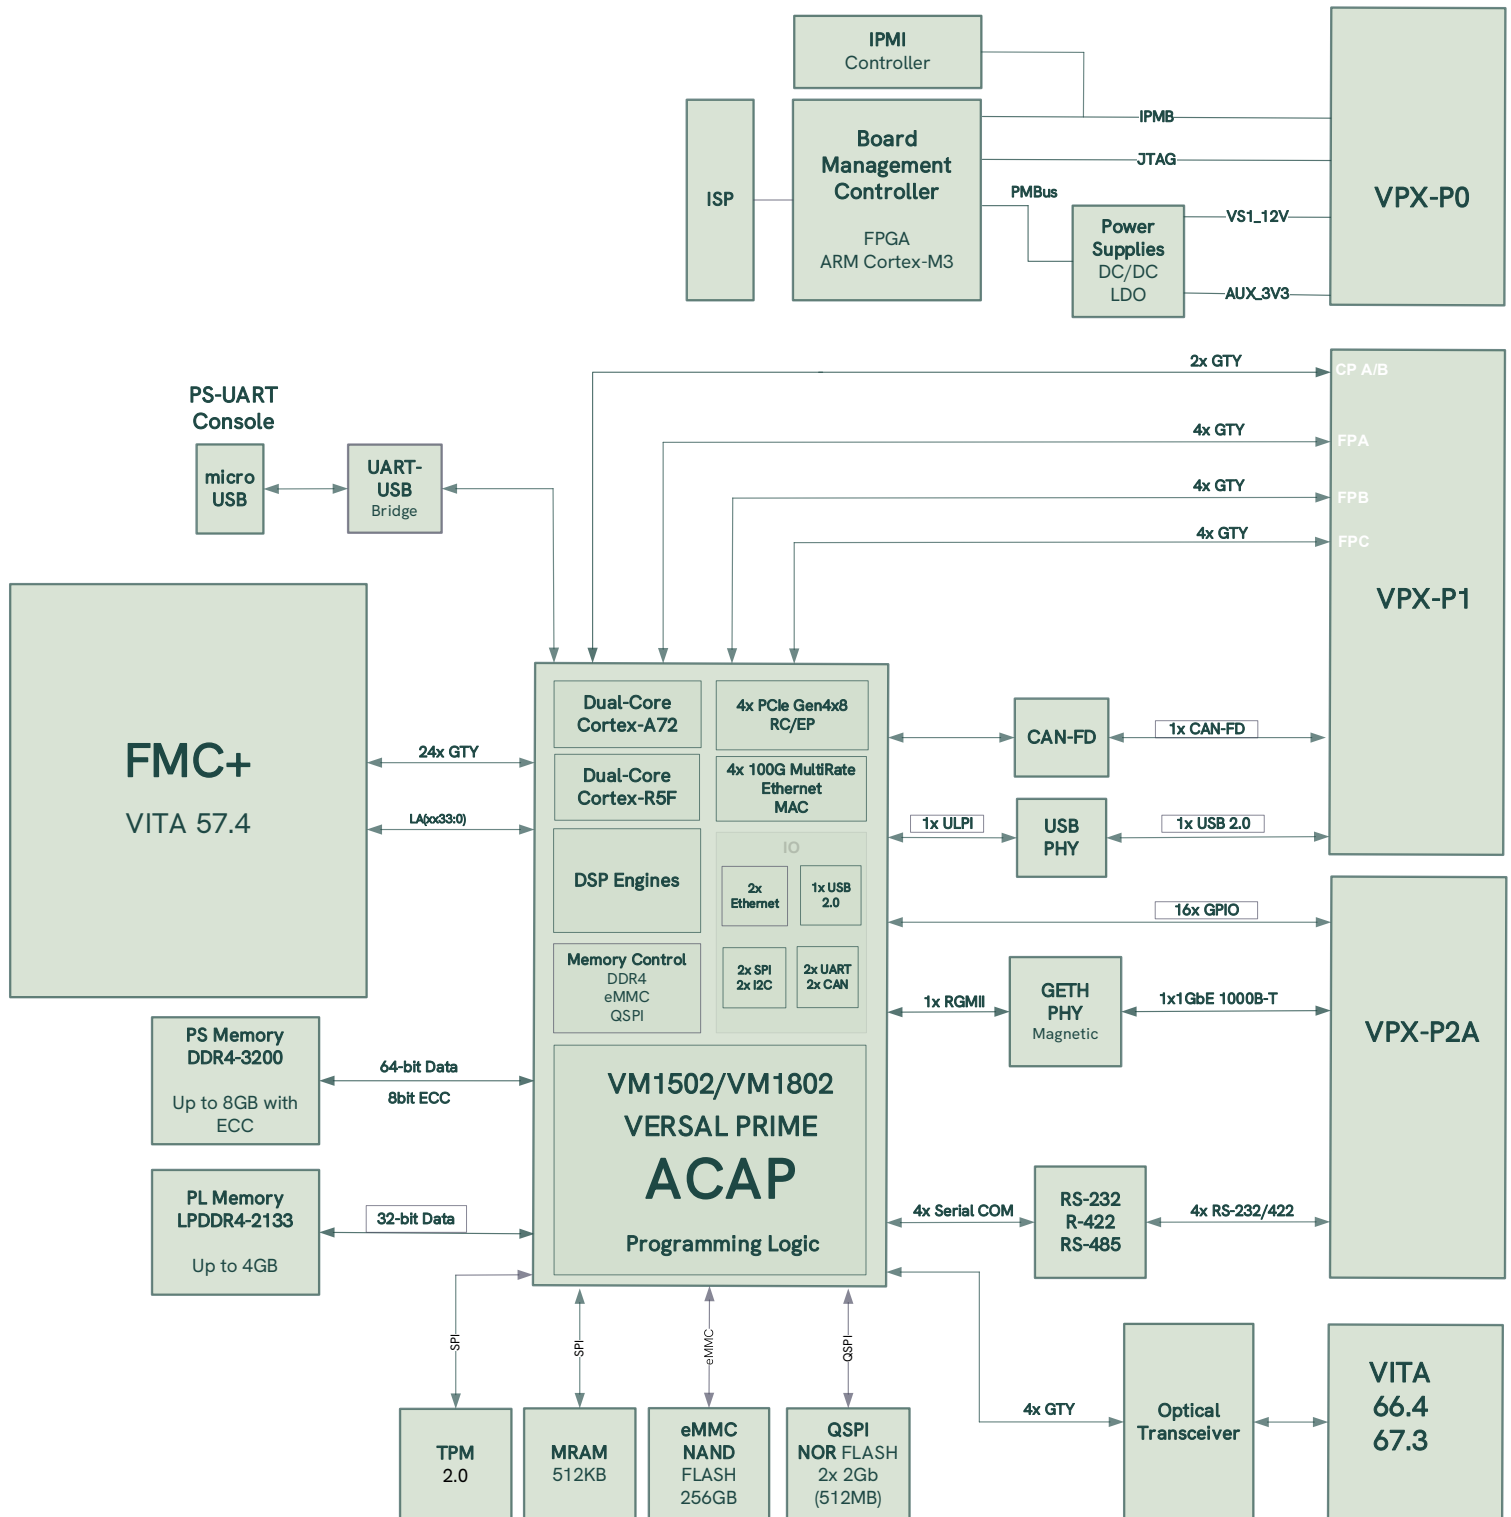 IPMI
Controller
ISP
Board
Management
Controller
FPGA
ARM Cortex-M3
IPMB
JTAG
PMBus
Power
Supplies
DC/DC
LDO
VS1_12V
AUX_3V3
VPX-P0
2x GTY
CP A/B
4x GTY
FPA
4x GTY
FPB
4x GTY
FPC
VPX-P1
PS-UART
Console
micro
USB
UART-
USB
Bridge
FMC+
VITA 57.4
24x GTY
LA(xx33:0)
Dual-Core
Cortex-A72
4x PCIe Gen4x8
RC/EP
Dual-Core
Cortex-R5F
4x 100G MultiRate
Ethernet
MAC
DSP Engines
IO
2x
Ethernet
1x USB
2.0
Memory Control
DDR4
eMMC
QSPI
2x SPI
2x I2C
2x UART
2x CAN
VM1502/VM1802
VERSAL PRIME
ACAP
Programming Logic
CAN-FD
1x CAN-FD
1x ULPI
USB
PHY
1x USB 2.0
16x GPIO
1x RGMII
GETH
PHY
Magnetic
1x1GbE 1000B-T
VPX-P2A
4x Serial COM
RS-232
R-422
RS-485
4x RS-232/422
PS Memory
DDR4-3200
Up to 8GB with
ECC
64-bit Data
8bit ECC
PL Memory
LPDDR4-2133
Up to 4GB
32-bit Data
SPI
SPI
eMMC
QSPI
TPM
2.0
MRAM
512KB
eMMC
NAND
FLASH
256GB
QSPI
NOR FLASH
2x 2Gb
(512MB)
4x GTY
Optical
Transceiver
VITA
66.4
67.3